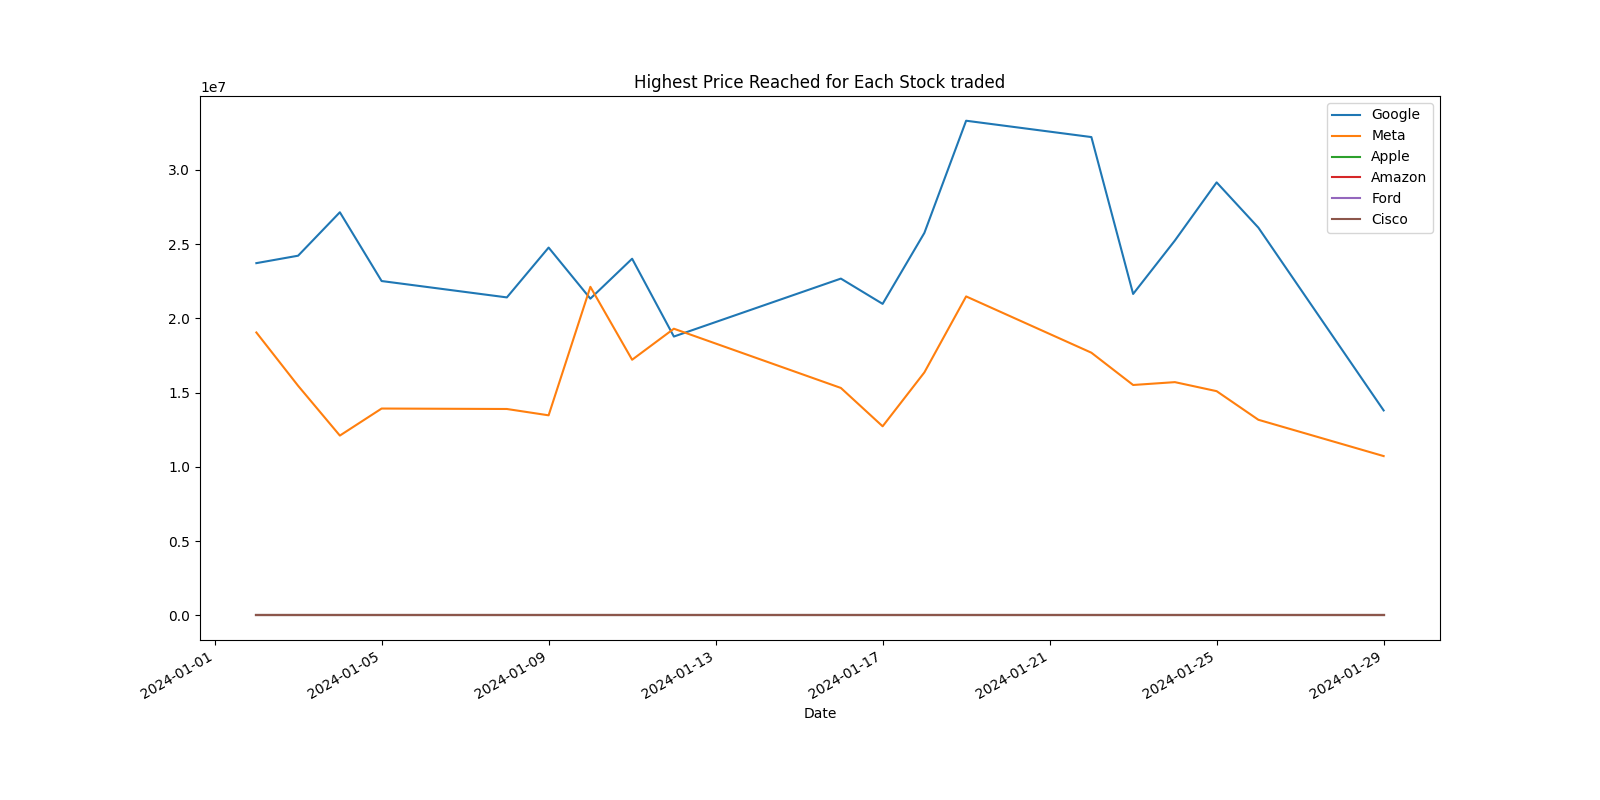 Highest Price Reached for Each Stock traded
1e7
Google
Meta
Apple
Amazon
Ford
Cisco
3.0
2.5
2.0
1.5
1.0
0.5
0.0
2024-01-01
2024-01-05
2024-01-09
2024-01-13
2024-01-17
2024-01-21
2024-01-25
2024-01-29
Date